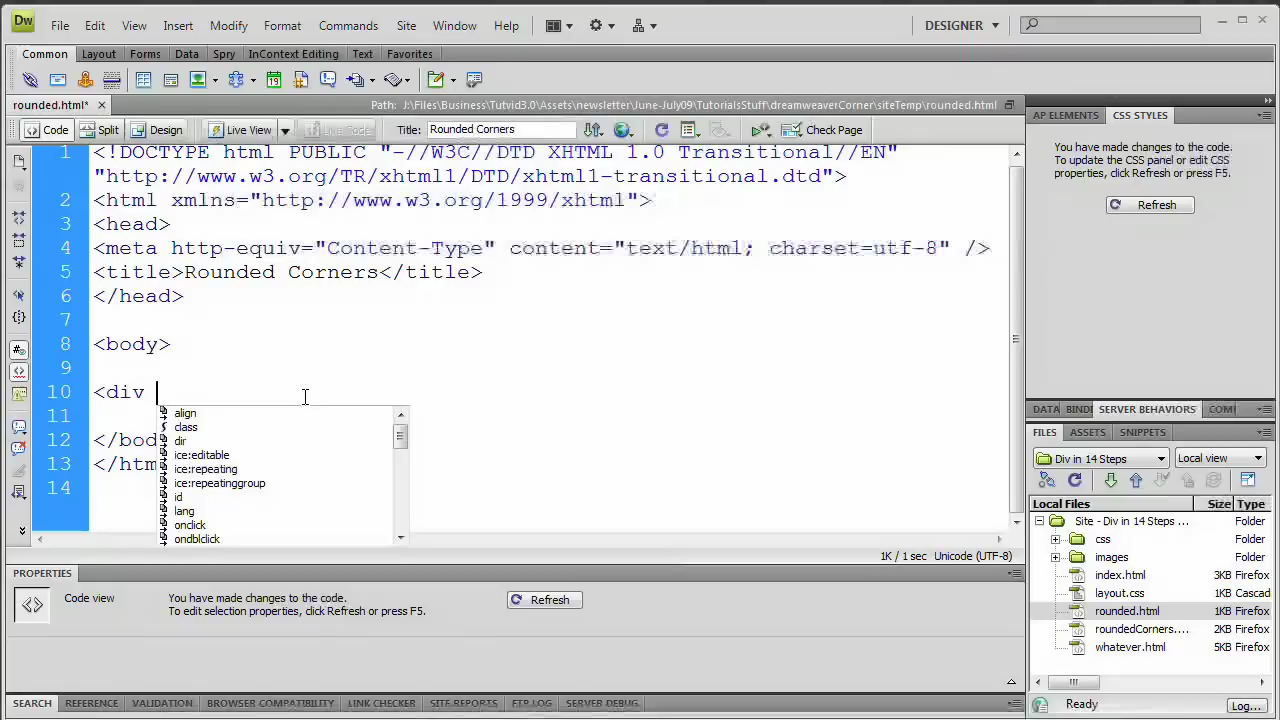 Dw File Edit View Insert Modify Format Commands Site Window Help DESIGNER
Common Layout Forms Data Spry InContext Editing Text Favorites
rounded.html* Path: J:\Files\Business\Tutvid3.0\Assets\newsletter\June-July09\TutorialsStuff\dreamweaverCorner\siteTemp\rounded.html
Code Split Design Live View Live Code Title: Rounded Corners Check Page
1 <!DOCTYPE html PUBLIC "-//W3C//DTD XHTML 1.0 Transitional//EN"
"http://www.w3.org/TR/xhtml1/DTD/xhtml1-transitional.dtd">
2 <html xmlns="http://www.w3.org/1999/xhtml">
3 <head>
4 <meta http-equiv="Content-Type" content="text/html; charset=utf-8" />
5 <title>Rounded Corners</title>
6 </head>
7
8 <body>
9
10 <div
11
12 </bod
13 </htm
14
align
class
dir
ice:editable
ice:repeating
ice:repeatinggroup
id
lang
onclick
ondblclick
1K / 1 sec Unicode (UTF-8)
PROPERTIES
Code view You have made changes to the code.
To edit selection properties, click Refresh or press F5.
Refresh
SEARCH REFERENCE VALIDATION BROWSER COMPATIBILITY LINK CHECKER SITE REPORTS FTP LOG SERVER DEBUG
AP ELEMENTS CSS STYLES
You have made changes to the code.
To update the CSS panel or edit CSS
properties, click Refresh or press F5.
Refresh
DATA BINDI SERVER BEHAVIORS COM
FILES ASSETS SNIPPETS
Div in 14 Steps Local view
Local Files Size Type
Site - Div in 14 Steps ... Folder
css Folder
images Folder
index.html 3KB Firefox
layout.css 1KB Cascad
rounded.html 1KB Firefox
roundedCorners.... 2KB Firefox
whatever.html 5KB Firefox
Ready Log...